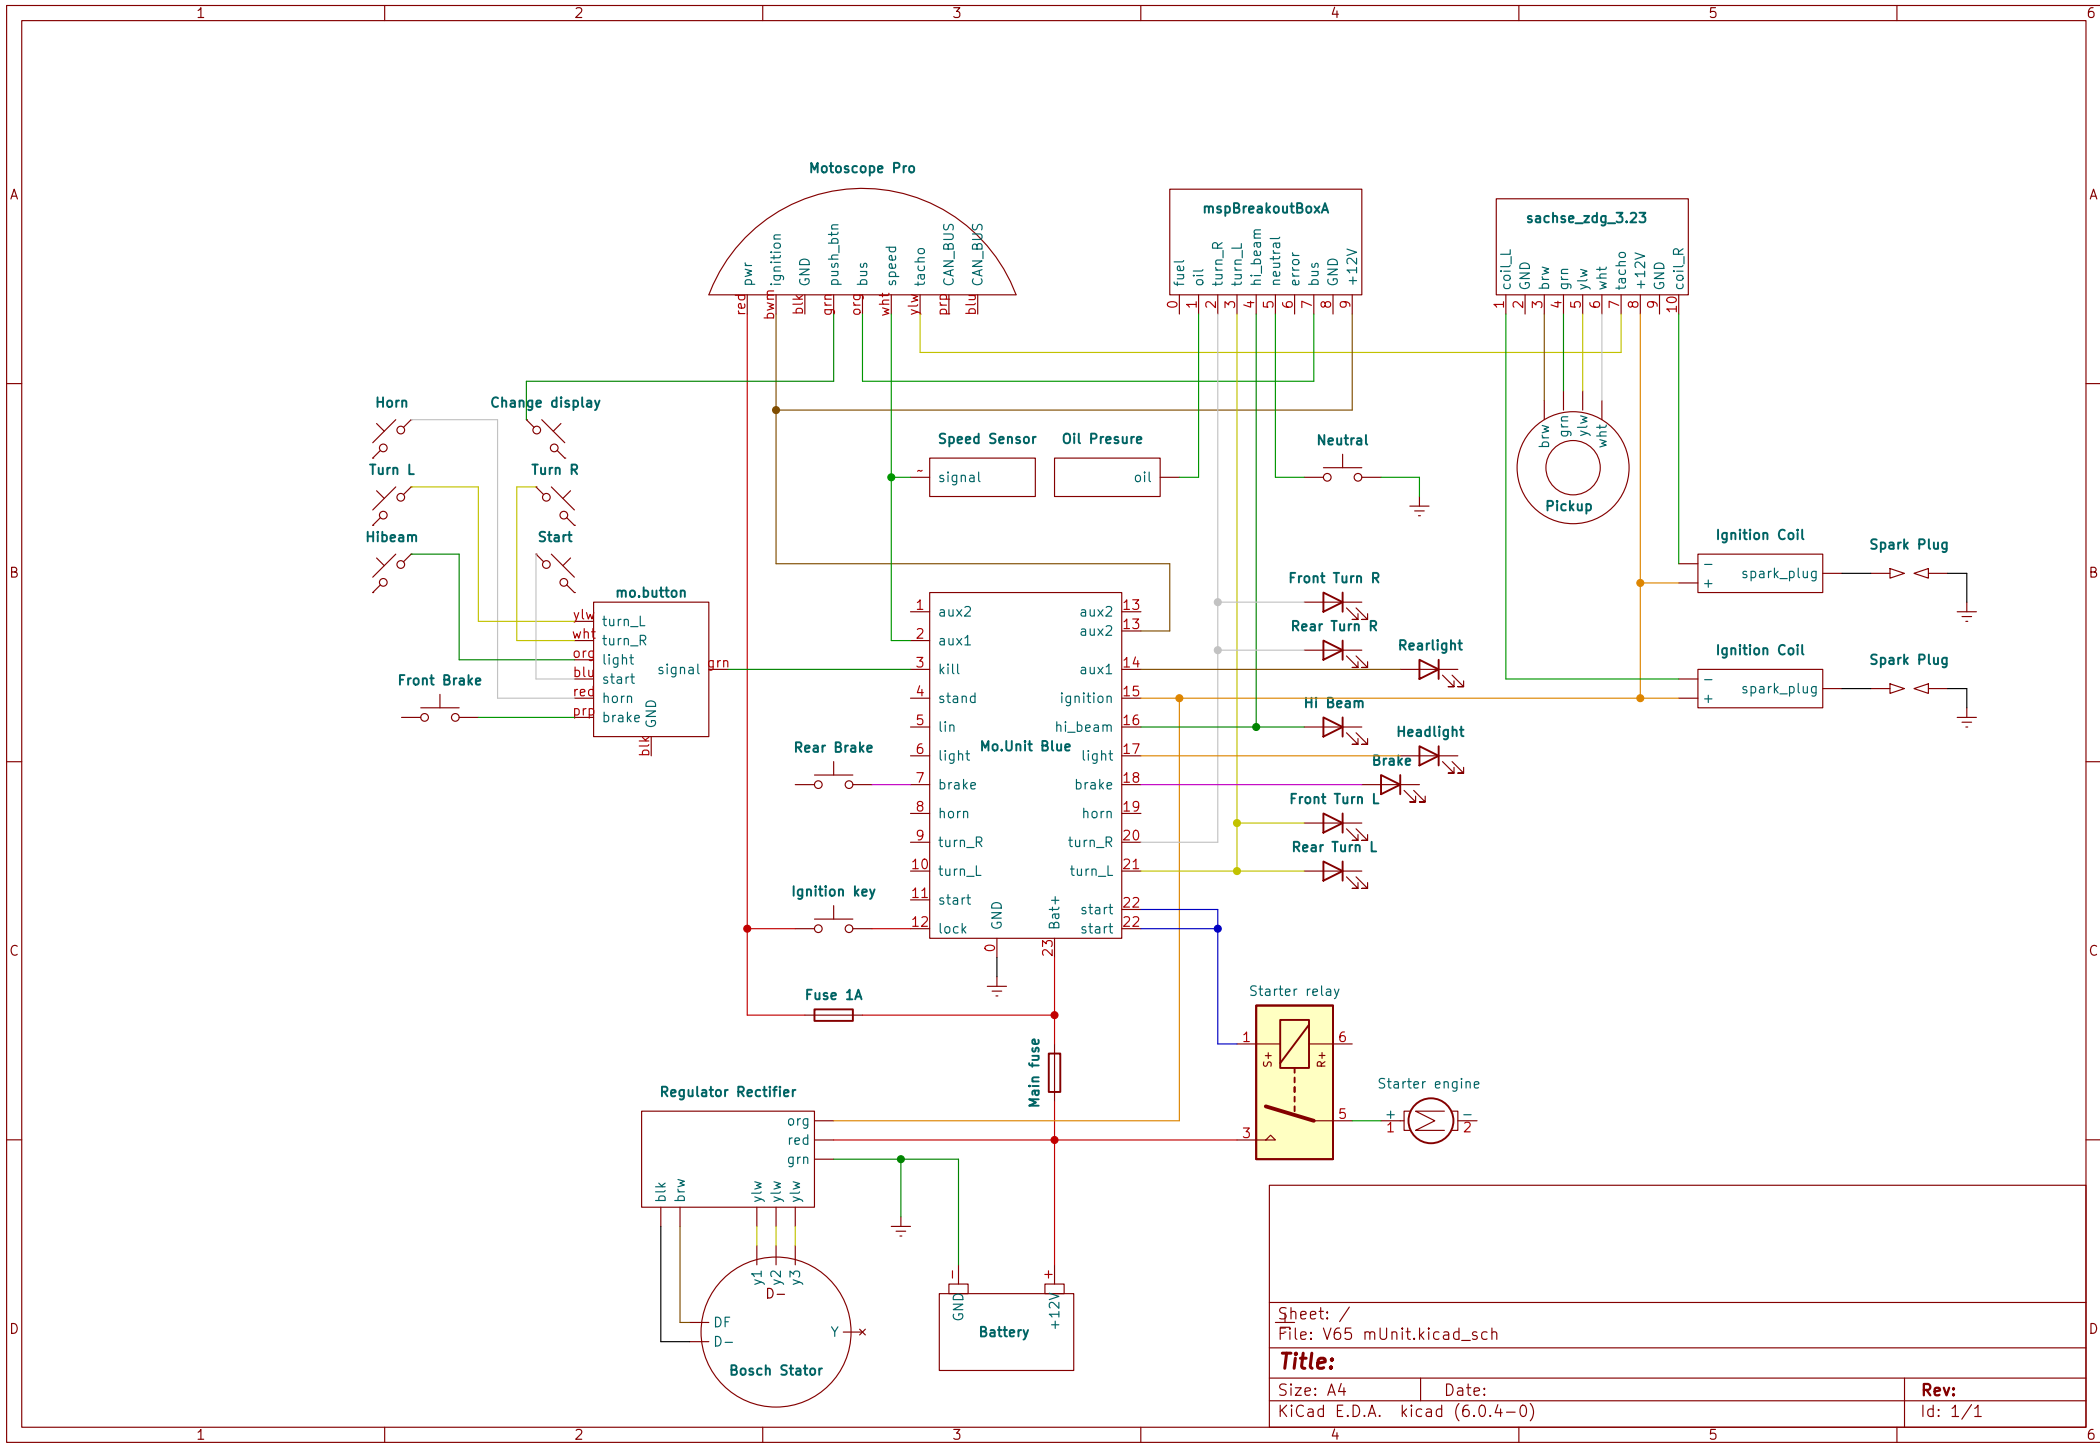 1 2 3 4 5 6
A
B
C
D
Motoscope Pro
pwr
ignition
GND
push_btn
bus
speed
tacho
CAN_BUS
CAN_BUS
red
bwm
blk
grn
org
wht
ylw
prp
blu
mspBreakoutBoxA
fuel
oil
turn_R
turn_L
hi_beam
neutral
error
bus
GND
+12V
0
1
2
3
4
5
6
7
8
9
sachse_zdg_3.23
coil_L
GND
brw
grn
ylw
wht
tacho
+12V
GND
coil_R
1
2
3
4
5
6
7
8
9
10
Horn
Change display
Turn L
Turn R
Hibeam
Start
Speed Sensor
~
signal
Oil Presure
oil
Neutral
brw
grn
ylw
wht
Pickup
Ignition Coil
−
+
spark_plug
Spark Plug
Ignition Coil
−
+
spark_plug
Spark Plug
mo.button
ylw turn_L
wht turn_R
org light
blu start
red horn
prp brake
GND
blk
signal grn
Front Brake
Rear Brake
Ignition key
Mo.Unit Blue
1 aux2
2 aux1
3 kill
4 stand
5 lin
6 light
7 brake
8 horn
9 turn_R
10 turn_L
11 start
12 lock
GND
0
Bat+
23
aux2 13
aux2 13
aux1 14
ignition 15
hi_beam 16
light 17
brake 18
horn 19
turn_R 20
turn_L 21
start 22
start 22
Front Turn R
Rear Turn R
Rearlight
Hi Beam
Headlight
Brake
Front Turn L
Rear Turn L
Fuse 1A
Main fuse
Starter relay
1
S+
R+
6
3
5
Starter engine
+
1
−
2
Regulator Rectifier
org
red
grn
blk
brw
ylw
ylw
ylw
y1
y2
y3
D-
DF
D-
Y
Bosch Stator
−
GND
+
+12V
Battery
Sheet: /
File: V65 mUnit.kicad_sch
Title:
Size: A4 Date: Rev:
KiCad E.D.A. kicad (6.0.4-0) Id: 1/1
A
B
C
D
1 2 3 4 5 6